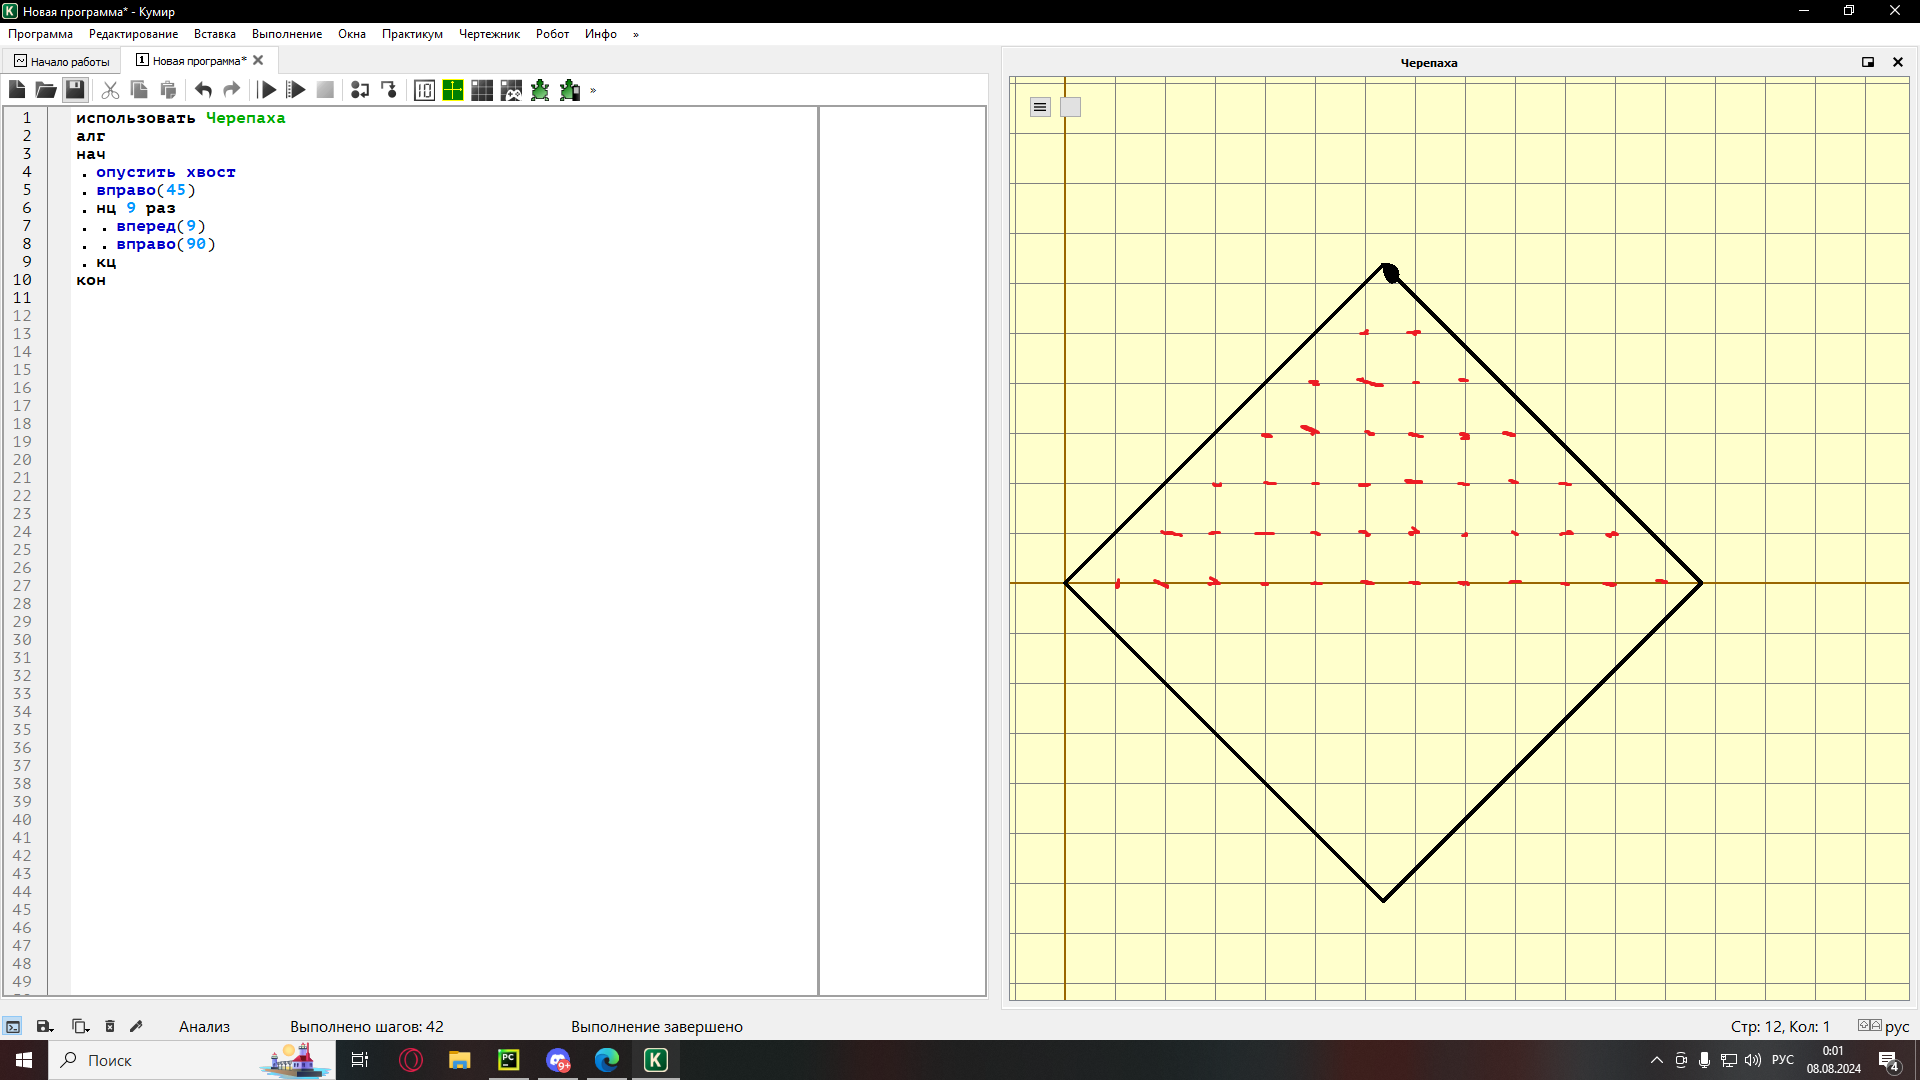 Новая программа* - Кумир
Программа Редактирование Вставка Выполнение Окна Практикум Чертежник Робот Инфо »
Начало работы
1 Новая программа*
Черепаха
1 использовать Черепаха
2 алг
3 нач
4 . опустить хвост
5 . вправо(45)
6 . нц 9 раз
7 . . вперед(9)
8 . . вправо(90)
9 . кц
10 кон
11
12
13
14
15
16
17
18
19
20
21
22
23
24
25
26
27
28
29
30
31
32
33
34
35
36
37
38
39
40
41
42
43
44
45
46
47
48
49
Анализ Выполнено шагов: 42 Выполнение завершено Стр: 12, Кол: 1 рус
Поиск
PC
9+
K
РУС
0:01
08.08.2024
4